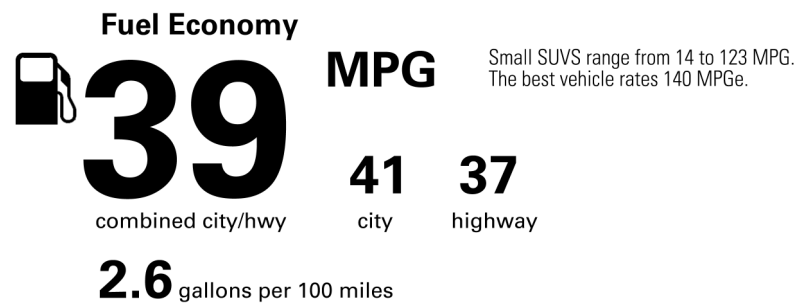 Fuel Economy
39
MPG
Small SUVS range from 14 to 123 MPG.
The best vehicle rates 140 MPGe.
41
37
combined city/hwy
city
highway
2.6 gallons per 100 miles